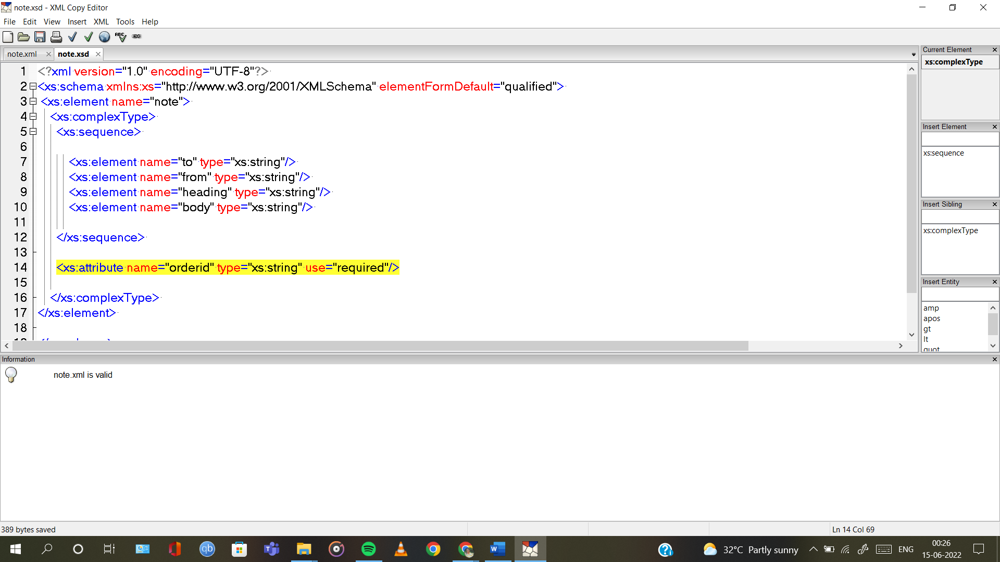 note.xsd - XML Copy Editor
File Edit View Insert XML Tools Help
ABC
note.xml
note.xsd
1 <?xml version="1.0" encoding="UTF-8"?>
2 <xs:schema xmlns:xs="http://www.w3.org/2001/XMLSchema" elementFormDefault="qualified">
3 <xs:element name="note">
4 <xs:complexType>
5 <xs:sequence>
6
7 <xs:element name="to" type="xs:string"/>
8 <xs:element name="from" type="xs:string"/>
9 <xs:element name="heading" type="xs:string"/>
10 <xs:element name="body" type="xs:string"/>
11
12 </xs:sequence>
13
14 <xs:attribute name="orderid" type="xs:string" use="required"/>
15
16 </xs:complexType>
17 </xs:element>
18
Current Element
xs:complexType
Insert Element
xs:sequence
Insert Sibling
xs:complexType
Insert Entity
amp
apos
gt
lt
quot
Information
note.xml is valid
389 bytes saved
Ln 14 Col 69
qb
32°C Partly sunny
ENG
00:26
15-06-2022